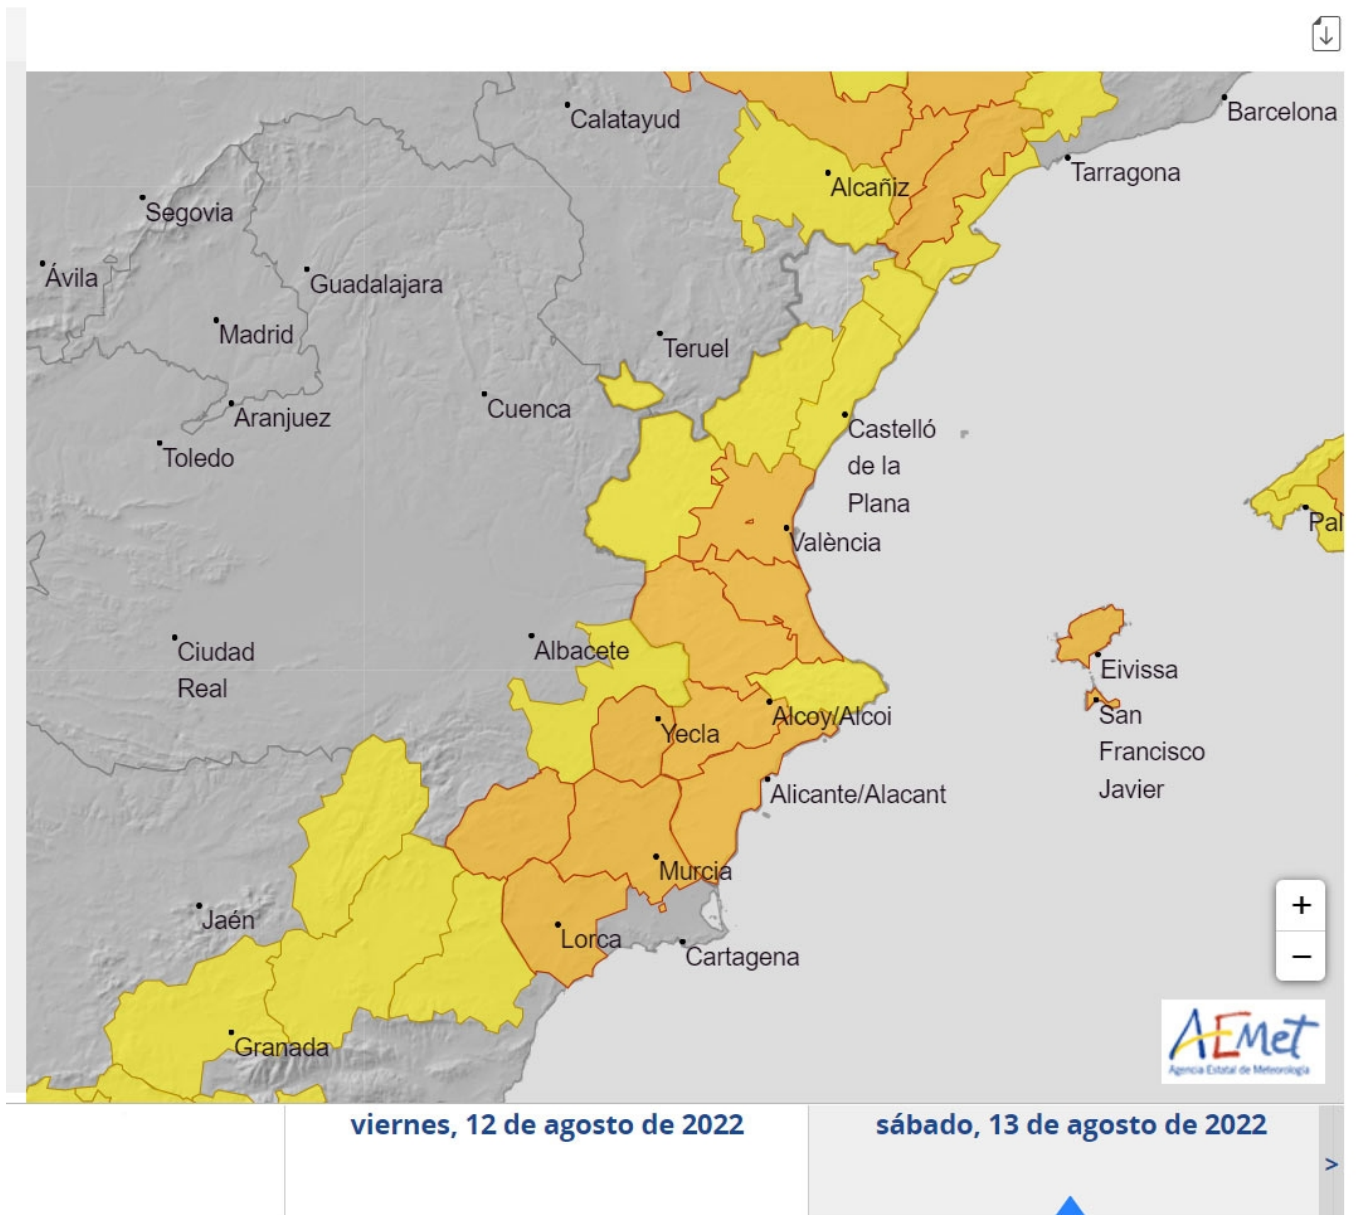 Calatayud
Barcelona
Tarragona
Alcañiz
Segovia
Ávila
Guadalajara
Madrid
Teruel
Cuenca
Aranjuez
Castelló
de la
Plana
Toledo
Pal
València
Ciudad
Real
Albacete
Eivissa
Alcoy/Alcoi
San
Francisco
Javier
Yecla
Alicante/Alacant
Murcia
Jaén
Lorca
Cartagena
+
−
Granada
AEMet
Agencia Estatal de Meteorología
viernes, 12 de agosto de 2022
sábado, 13 de agosto de 2022
>